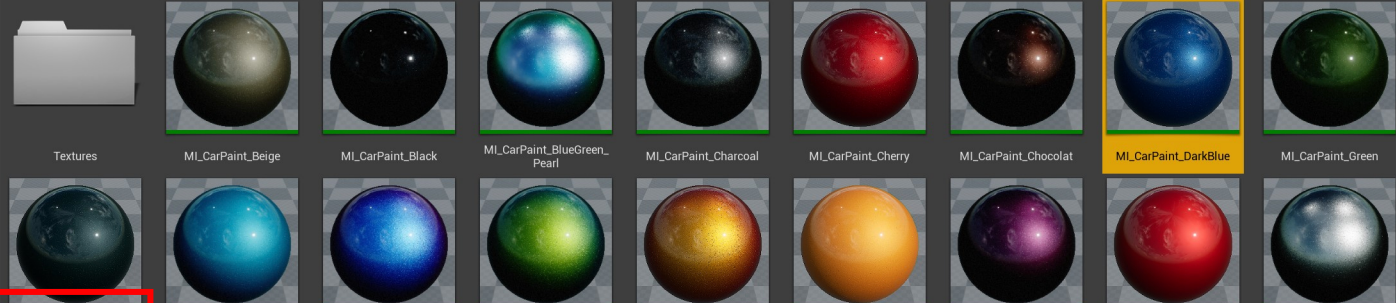 Textures
MI_CarPaint_Beige
MI_CarPaint_Black
MI_CarPaint_BlueGreen_
Pearl
MI_CarPaint_Charcoal
MI_CarPaint_Cherry
MI_CarPaint_Chocolat
MI_CarPaint_DarkBlue
MI_CarPaint_Green